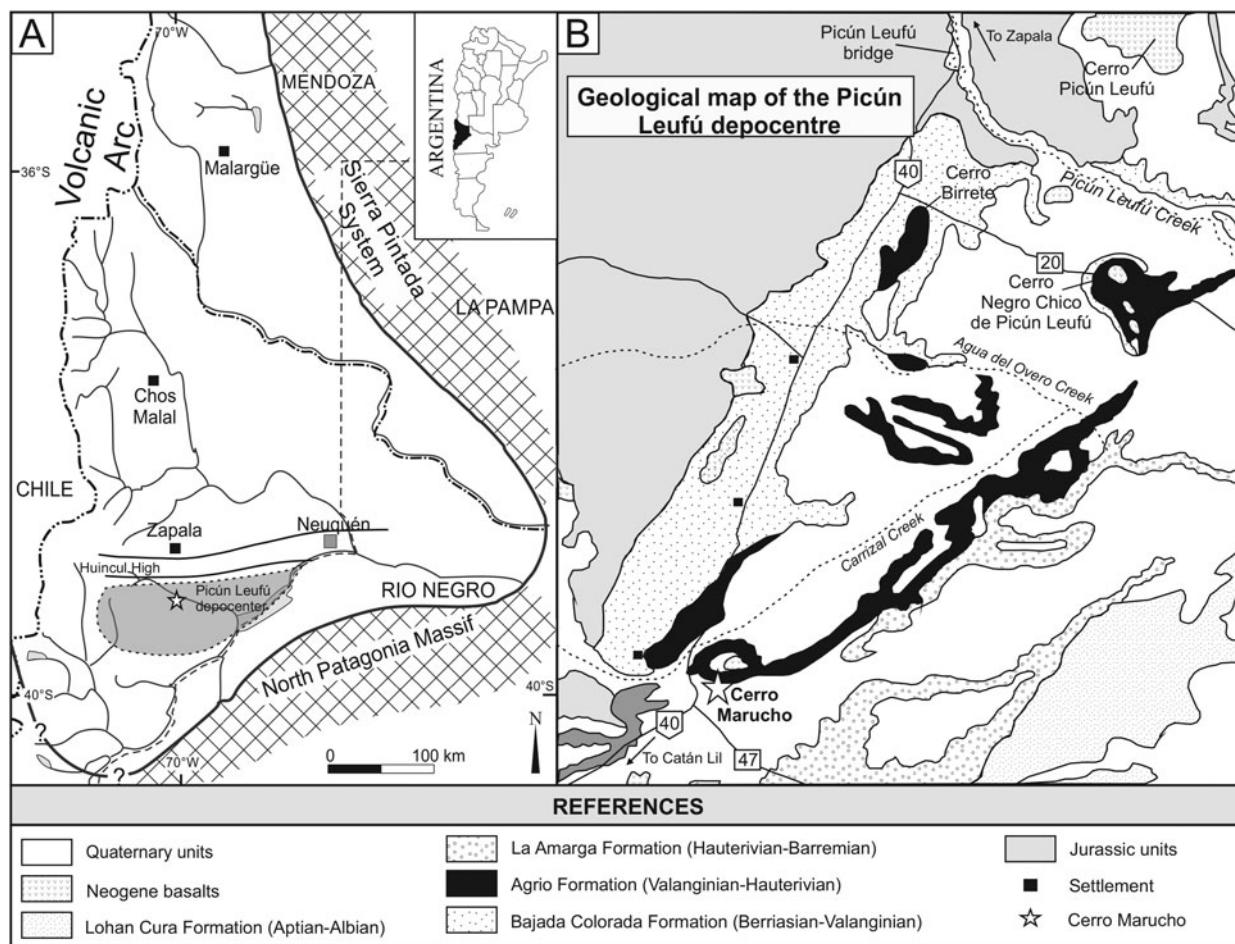 A
70°W
MENDOZA
ARGENTINA
Volcanic
Arc
36°S
Malargüe
Sierra Pintada
System
LA PAMPA
Chos
Malal
CHILE
Zapala
Neuquén
Huincul High
Picún Leufú
depocenter
RIO NEGRO
North Patagonia Massif
40°S
40°S
?
?
70°W
0
100 km
N
B
Picún Leufú
bridge
To Zapala
Cerro
Picún Leufú
Geological map of the Picún
Leufú depocentre
40
Cerro
Birrete
Picún Leufú Creek
20
Cerro
Negro Chico
de Picún Leufú
Agua del Overo Creek
Carrizal Creek
Cerro
Marucho
40
To Catán Lil
47
REFERENCES
Quaternary units
Neogene basalts
Lohan Cura Formation (Aptian-Albian)
La Amarga Formation (Hauterivian-Barremian)
Agrio Formation (Valanginian-Hauterivian)
Bajada Colorada Formation (Berriasian-Valanginian)
Jurassic units
Settlement
Cerro Marucho